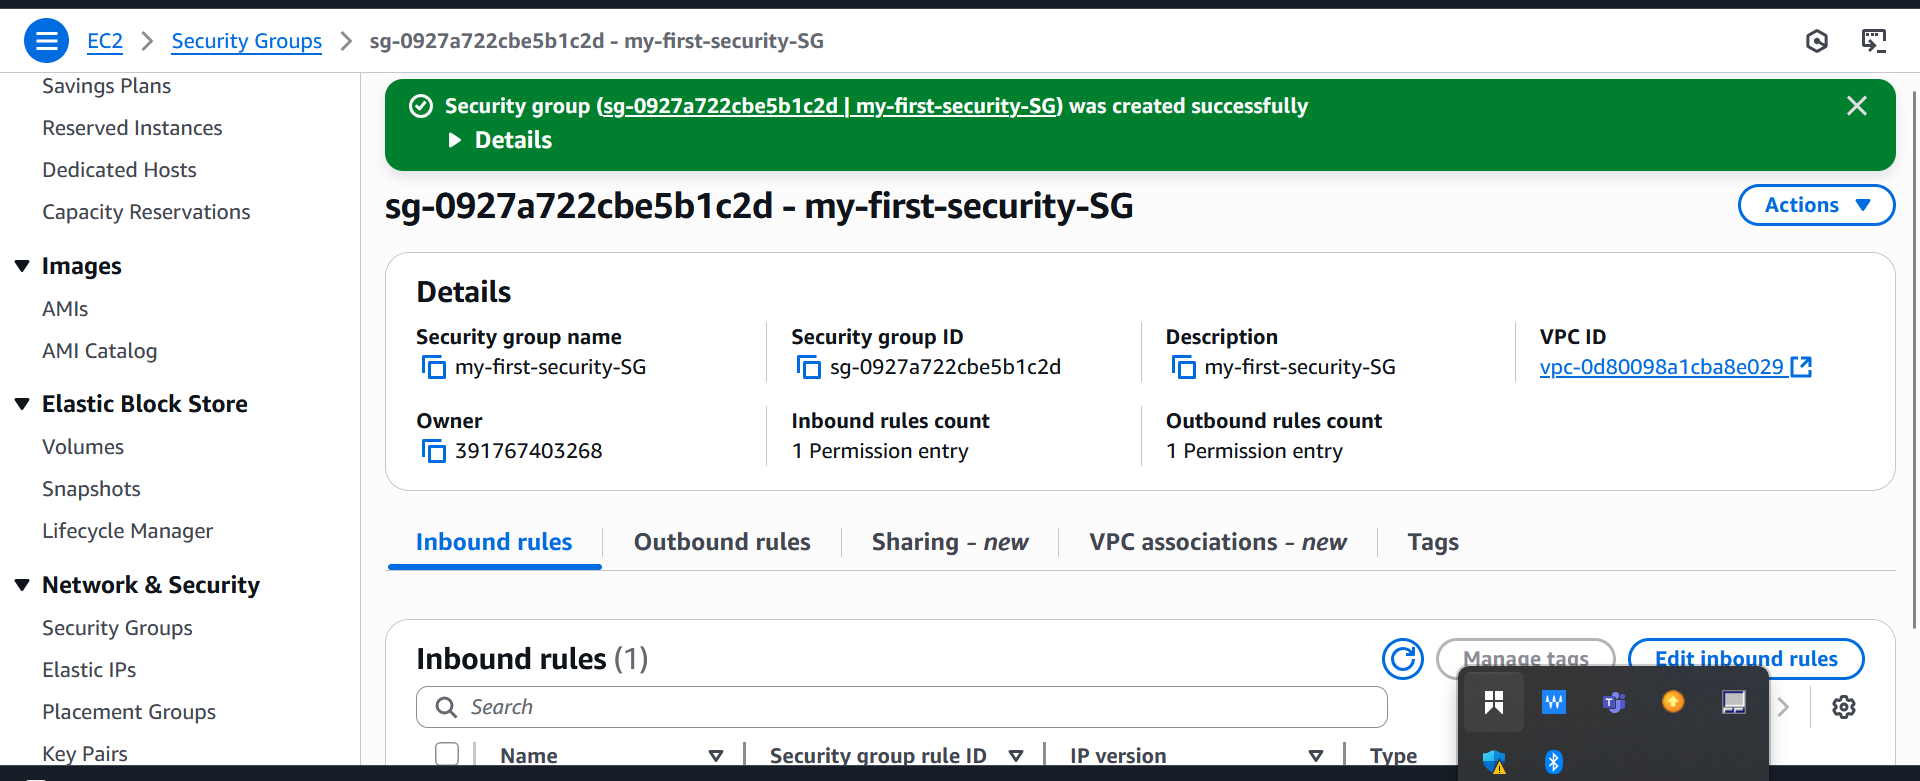 EC2 > Security Groups > sg-0927a722cbe5b1c2d - my-first-security-SG
Savings Plans
Reserved Instances
Dedicated Hosts
Capacity Reservations
Images
AMIs
AMI Catalog
Elastic Block Store
Volumes
Snapshots
Lifecycle Manager
Network & Security
Security Groups
Elastic IPs
Placement Groups
Key Pairs
Security group (sg-0927a722cbe5b1c2d | my-first-security-SG) was created successfully
Details
sg-0927a722cbe5b1c2d - my-first-security-SG
Actions
Details
Security group name
my-first-security-SG
Security group ID
sg-0927a722cbe5b1c2d
Description
my-first-security-SG
VPC ID
vpc-0d80098a1cba8e029
Owner
391767403268
Inbound rules count
1 Permission entry
Outbound rules count
1 Permission entry
Inbound rules
Outbound rules
Sharing - new
VPC associations - new
Tags
Inbound rules (1)
Manage tags
Edit inbound rules
Search
Name
Security group rule ID
IP version
Type